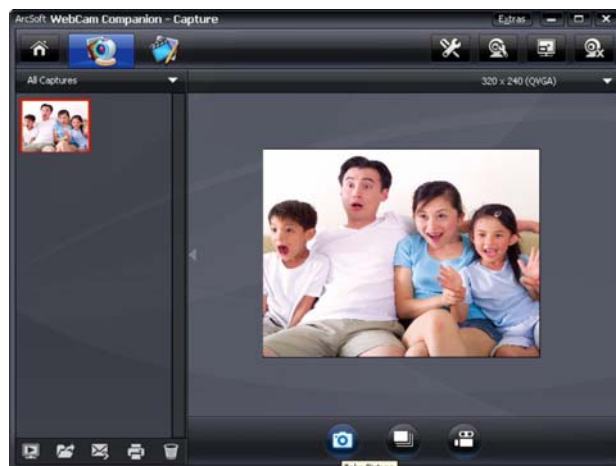 ArcSoft WebCam Companion - Capture
Extras
All Captures
320 x 240 (QVGA)